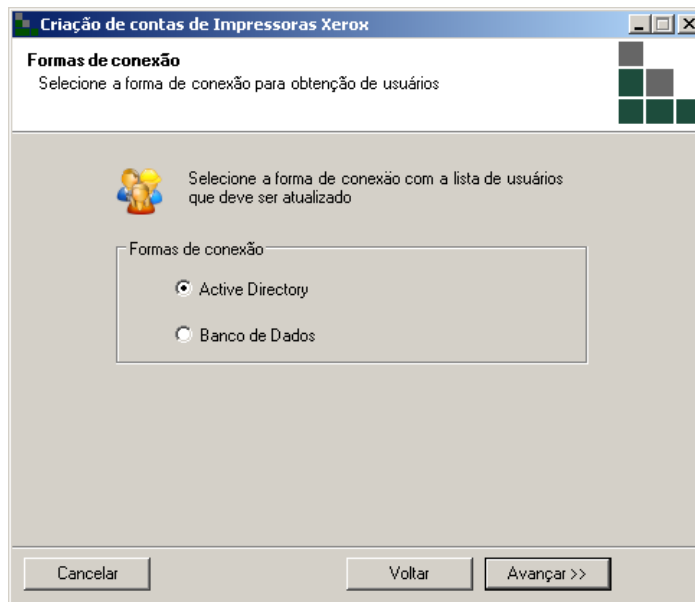 Criação de contas de Impressoras Xerox
Formas de conexão
Selecione a forma de conexão para obtenção de usuários
Selecione a forma de conexão com a lista de usuários
que deve ser atualizado
Formas de conexão
Active Directory
Banco de Dados
Cancelar
Voltar
Avançar >>